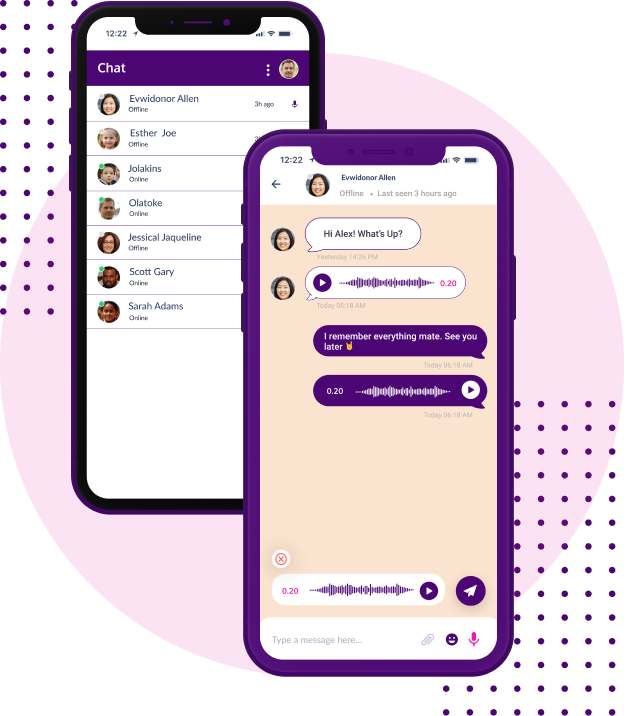 12:22
Chat
Evwidonor Allen
Offline
3h ago
Esther Joe
Offline
Jolakins
Online
Olatoke
Online
Jessical Jaqueline
Offline
Scott Gary
Online
Sarah Adams
Online
12:22
Evwidonor Allen
Offline • Last seen 3 hours ago
Hi Alex! What's Up?
Yesterday 14:26 PM
0.20
Today 06:18 AM
I remember everything mate. See you
later 🤘
Today 06:18 AM
0.20
Today 06:18 AM
0.20
Type a message here...